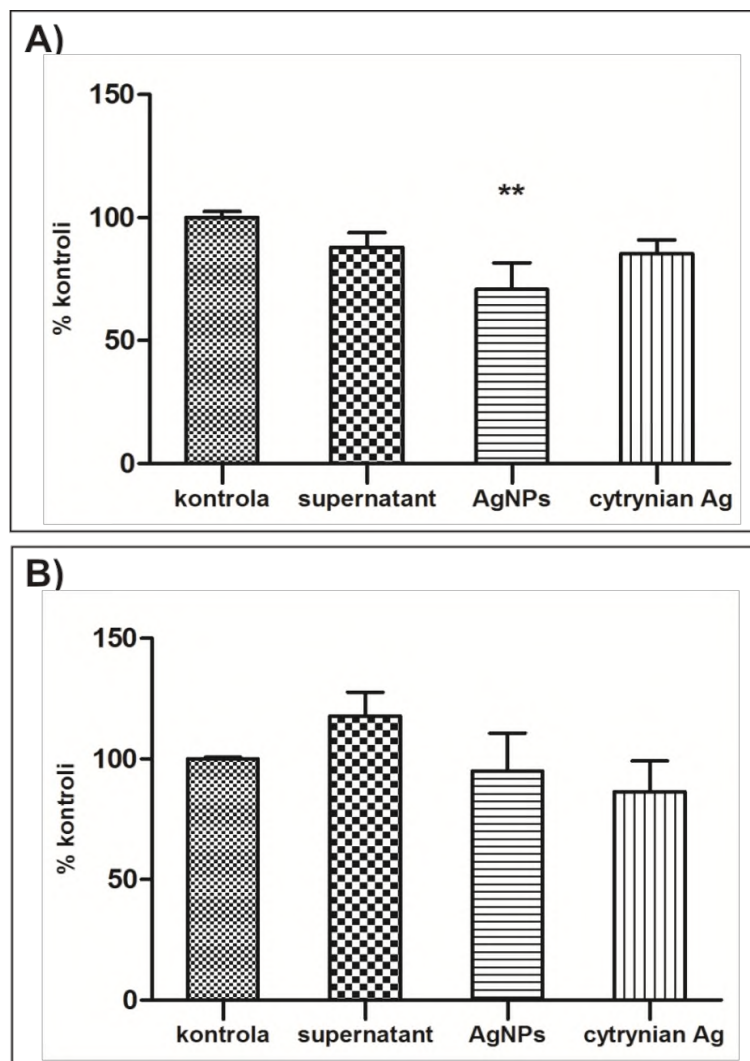 A)
150
**
100
% kontroli
50
0
kontrola supernatant AgNPs cytrynian Ag
B)
150
100
% kontroli
50
0
kontrola supernatant AgNPs cytrynian Ag